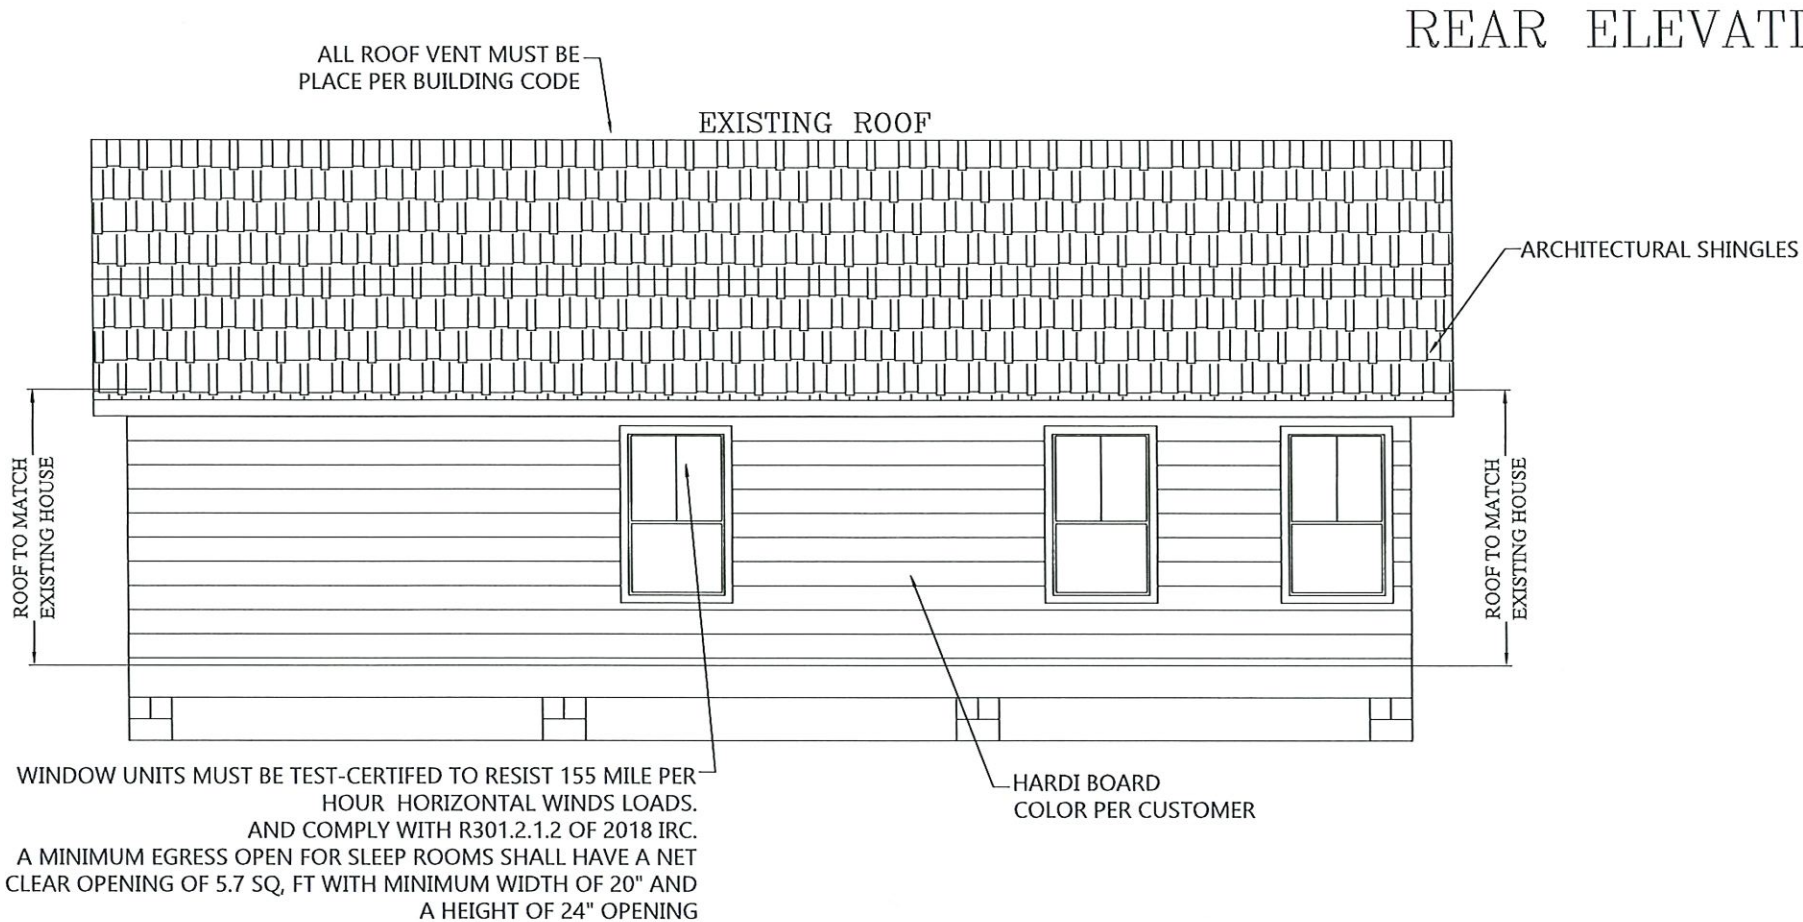 REAR ELEVATI
ALL ROOF VENT MUST BE
PLACE PER BUILDING CODE
EXISTING ROOF
ARCHITECTURAL SHINGLES
ROOF TO MATCH
EXISTING HOUSE
ROOF TO MATCH
EXISTING HOUSE
WINDOW UNITS MUST BE TEST-CERTIFED TO RESIST 155 MILE PER
HOUR HORIZONTAL WINDS LOADS.
AND COMPLY WITH R301.2.1.2 OF 2018 IRC.
A MINIMUM EGRESS OPEN FOR SLEEP ROOMS SHALL HAVE A NET
CLEAR OPENING OF 5.7 SQ, FT WITH MINIMUM WIDTH OF 20" AND
A HEIGHT OF 24" OPENING
HARDI BOARD
COLOR PER CUSTOMER